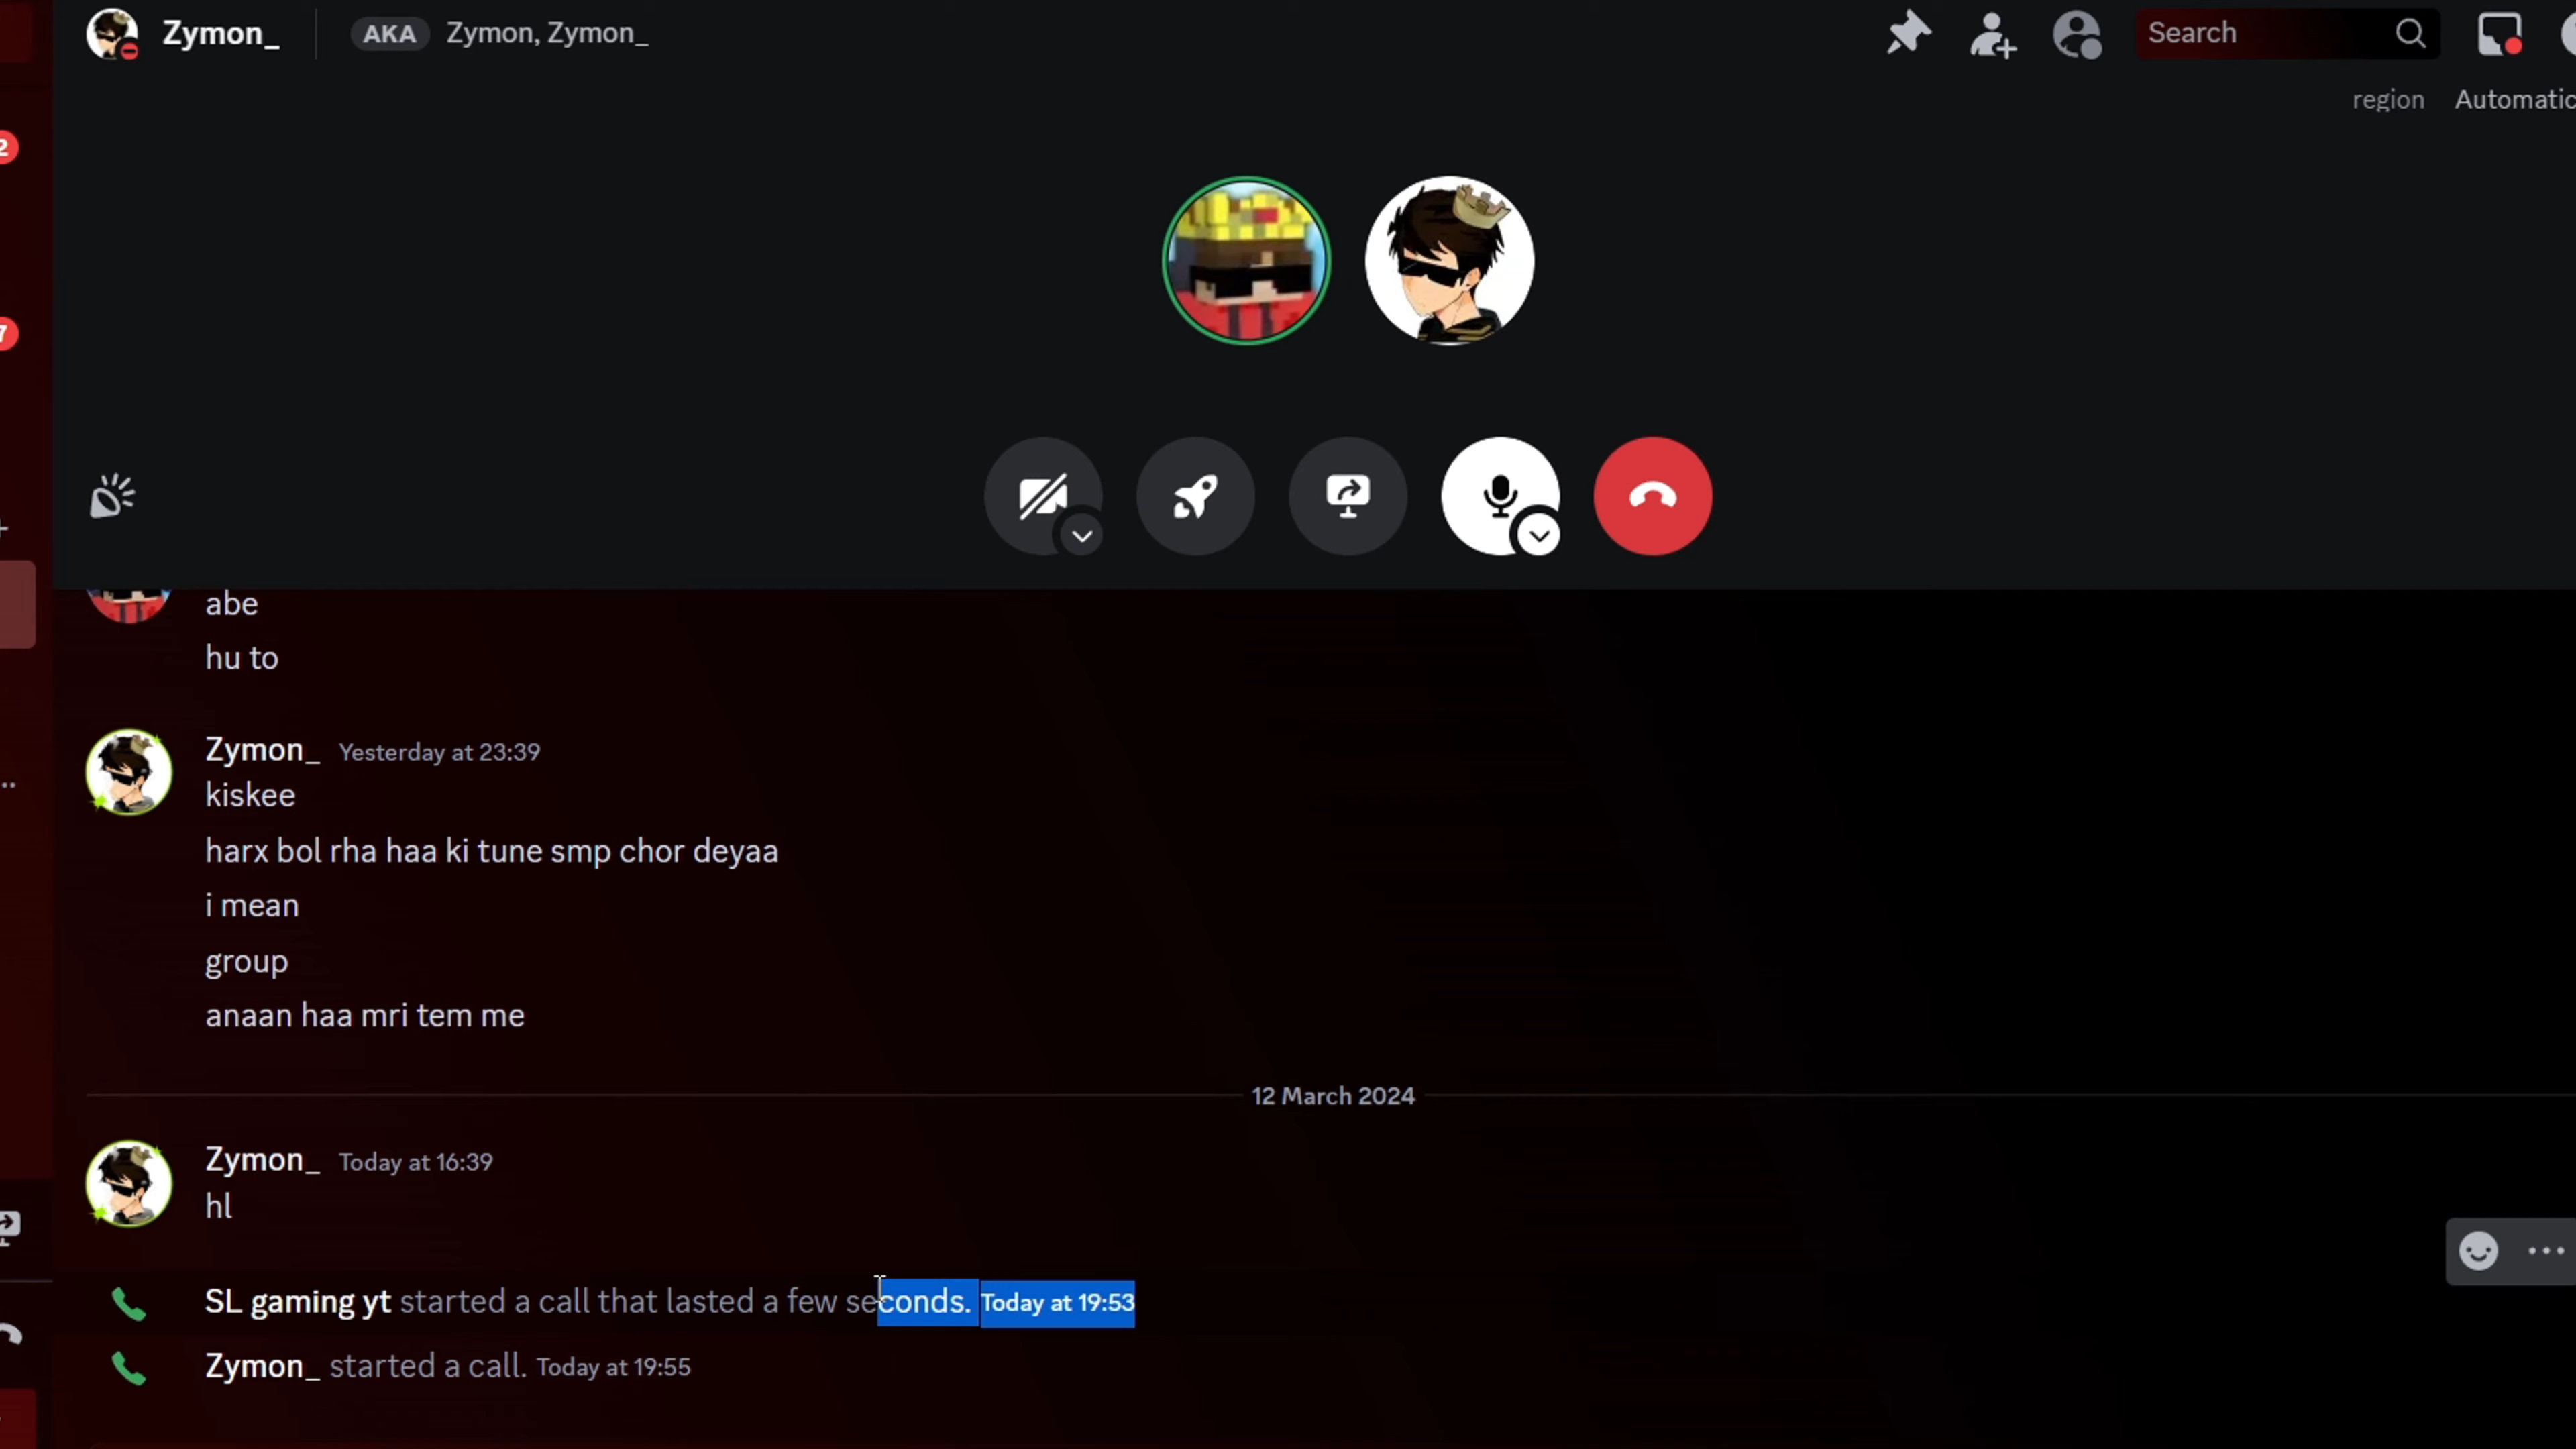 Zymon_ AKA Zymon, Zymon_ Search
region Automatic
2
7
abe
hu to
Zymon_ Yesterday at 23:39
kiskee
harx bol rha haa ki tune smp chor deyaa
i mean
group
anaan haa mri tem me
12 March 2024
Zymon_ Today at 16:39
hl
SL gaming yt started a call that lasted a few seconds. Today at 19:53
Zymon_ started a call. Today at 19:55